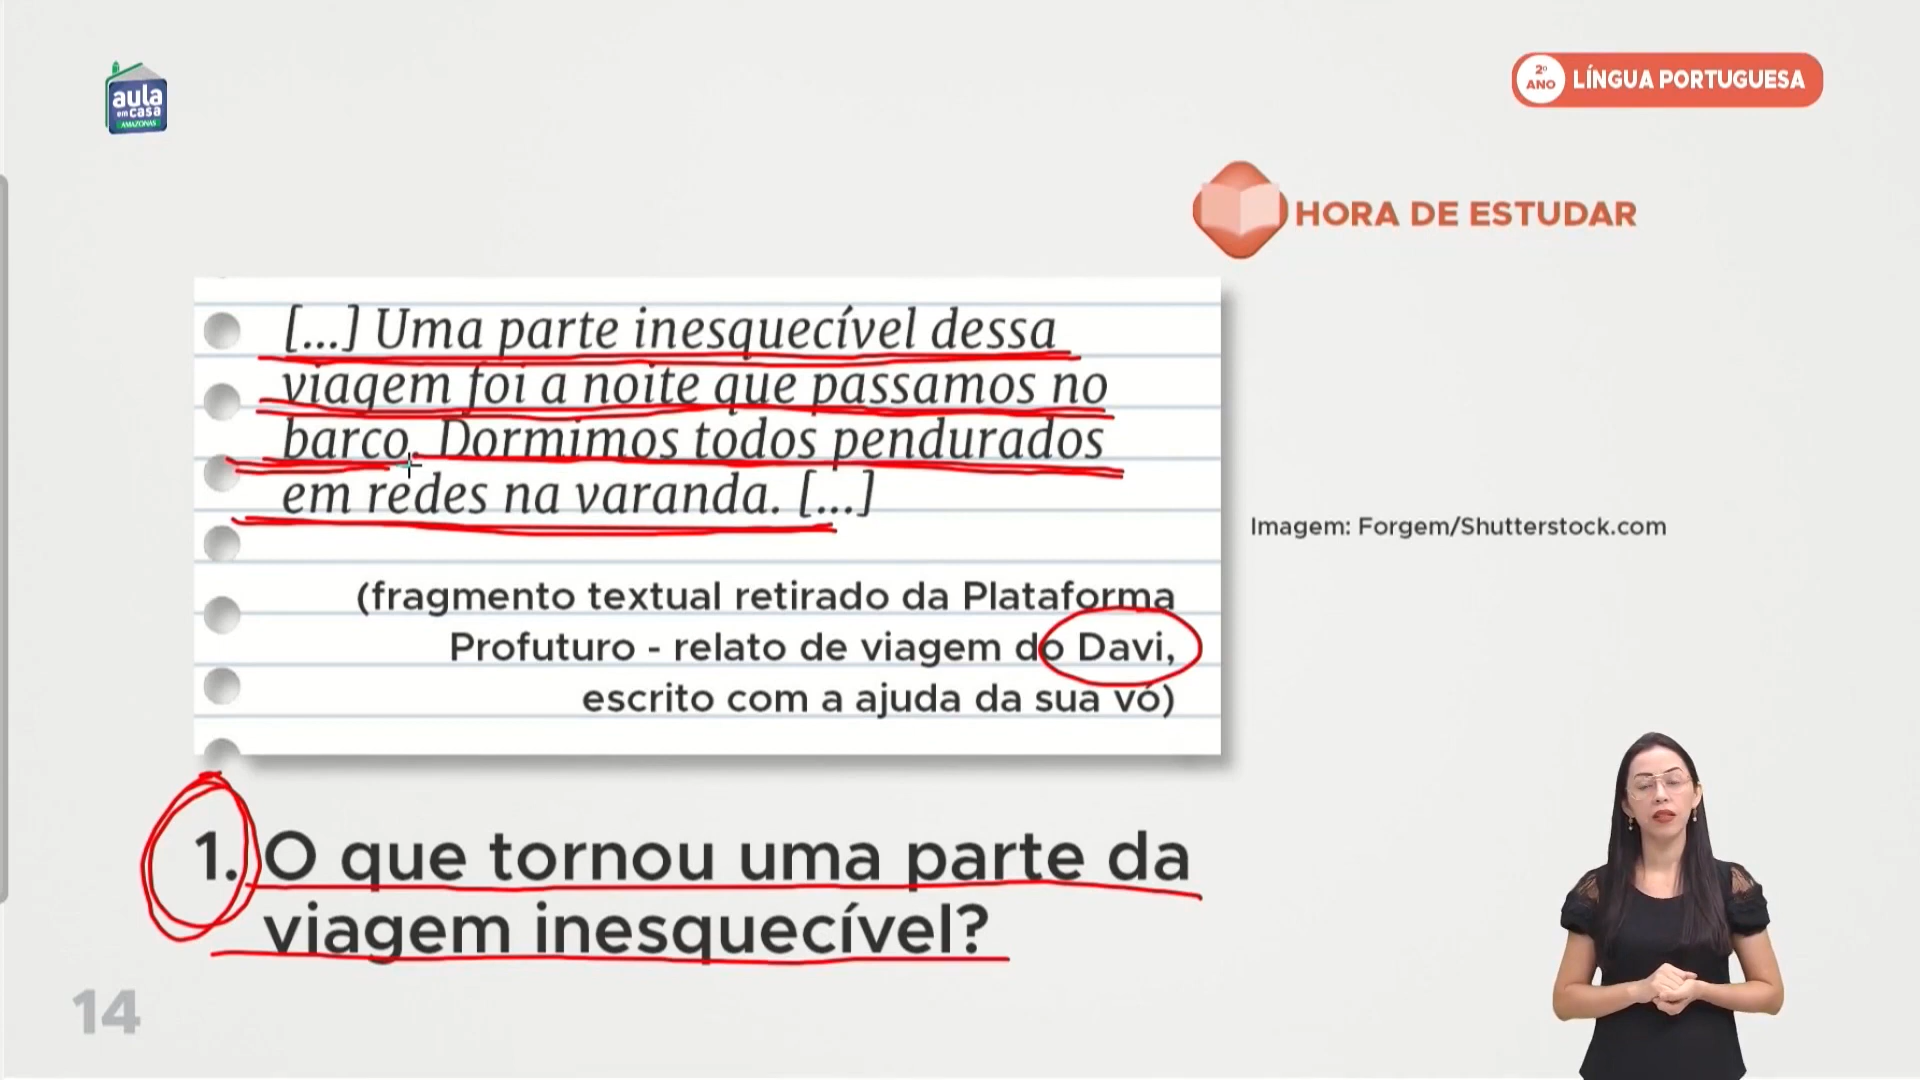 aula
em casa
AMAZONAS
2º
ANO
LÍNGUA PORTUGUESA
HORA DE ESTUDAR
[...] Uma parte inesquecível dessa
viagem foi a noite que passamos no
barco. Dormimos todos pendurados
em redes na varanda. [...]
Imagem: Forgem/Shutterstock.com
(fragmento textual retirado da Plataforma
Profuturo - relato de viagem do Davi,
escrito com a ajuda da sua vó)
1. O que tornou uma parte da
viagem inesquecível?
14